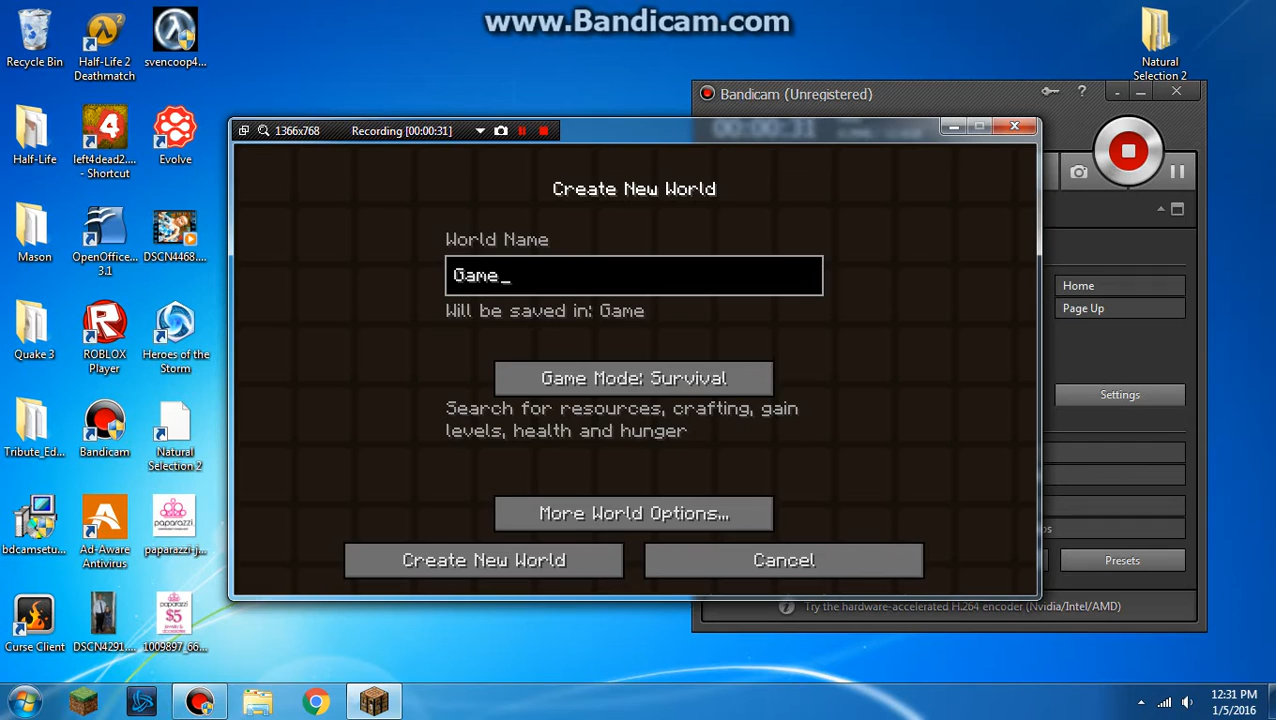 www.Bandicam.com
Recycle Bin
Half-Life 2
Deathmatch
svencoop4...
Natural
Selection 2
Half-Life
left4dead2....
- Shortcut
Evolve
Mason
OpenOffice....
3.1
DSCN4468....
Quake 3
ROBLOX
Player
Heroes of the
Storm
Tribute_Ed...
Bandicam
Natural
Selection 2
bdcamsetu...
Ad-Aware
Antivirus
paparazzi
paparazzi-j...
Curse Client
DSCN4291....
paparazzi
$5
1009897_66...
Bandicam (Unregistered)
1366x768
Recording [00:00:31]
Create New World
World Name
Game_
Will be saved in: Game
Game Mode: Survival
Search for resources, crafting, gain
levels, health and hunger
More World Options...
Create New World
Cancel
Home
Page Up
Settings
Presets
Try the hardware-accelerated H.264 encoder (Nvidia/Intel/AMD)
12:31 PM
1/5/2016